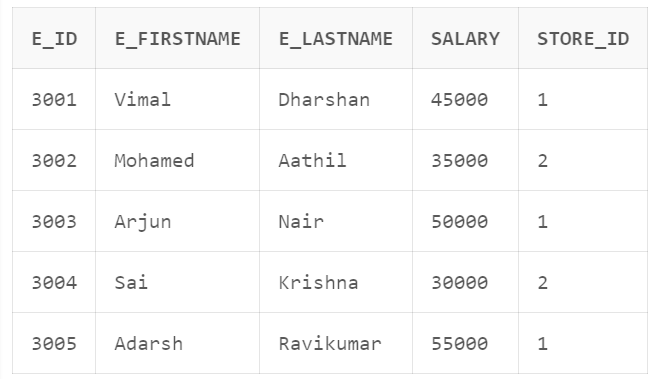 E_ID E_FIRSTNAME E_LASTNAME SALARY STORE_ID
3001 Vimal Dharshan 45000 1
3002 Mohamed Aathil 35000 2
3003 Arjun Nair 50000 1
3004 Sai Krishna 30000 2
3005 Adarsh Ravikumar 55000 1